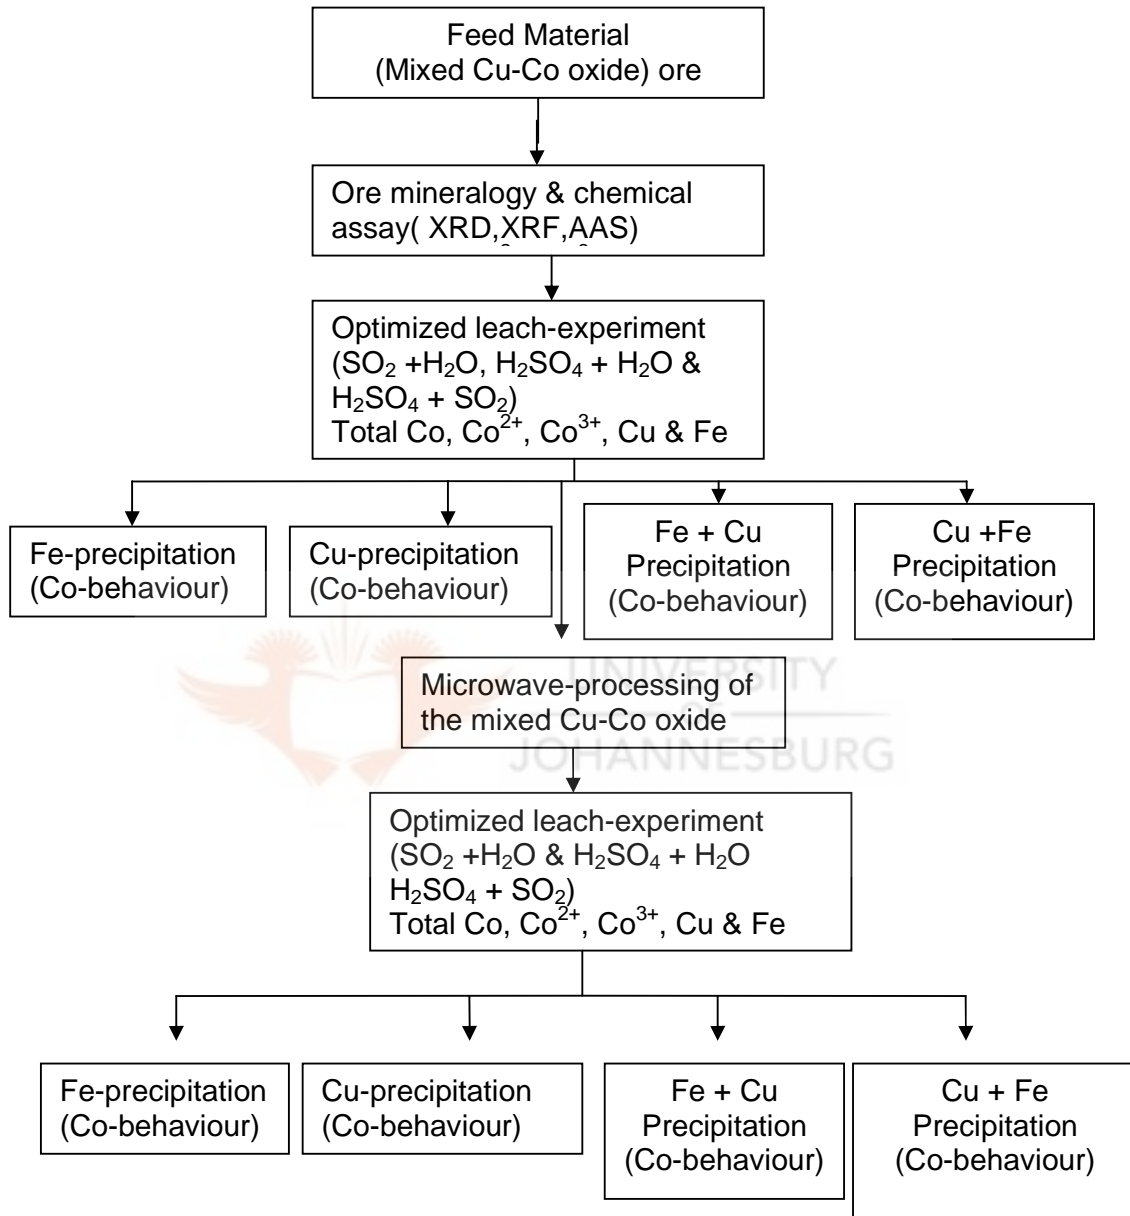 Feed Material
(Mixed Cu-Co oxide) ore
Ore mineralogy & chemical
assay( XRD,XRF,AAS)
Optimized leach-experiment
(SO₂ +H₂O, H₂SO₄ + H₂O &
H₂SO₄ + SO₂)
Total Co, Co²⁺, Co³⁺, Cu & Fe
Fe-precipitation
(Co-behaviour)
Cu-precipitation
(Co-behaviour)
Fe + Cu
Precipitation
(Co-behaviour)
Cu +Fe
Precipitation
(Co-behaviour)
UNIVERSITY
OF
JOHANNESBURG
Microwave-processing of
the mixed Cu-Co oxide
Optimized leach-experiment
(SO₂ +H₂O & H₂SO₄ + H₂O
H₂SO₄ + SO₂)
Total Co, Co²⁺, Co³⁺, Cu & Fe
Fe-precipitation
(Co-behaviour)
Cu-precipitation
(Co-behaviour)
Fe + Cu
Precipitation
(Co-behaviour)
Cu + Fe
Precipitation
(Co-behaviour)